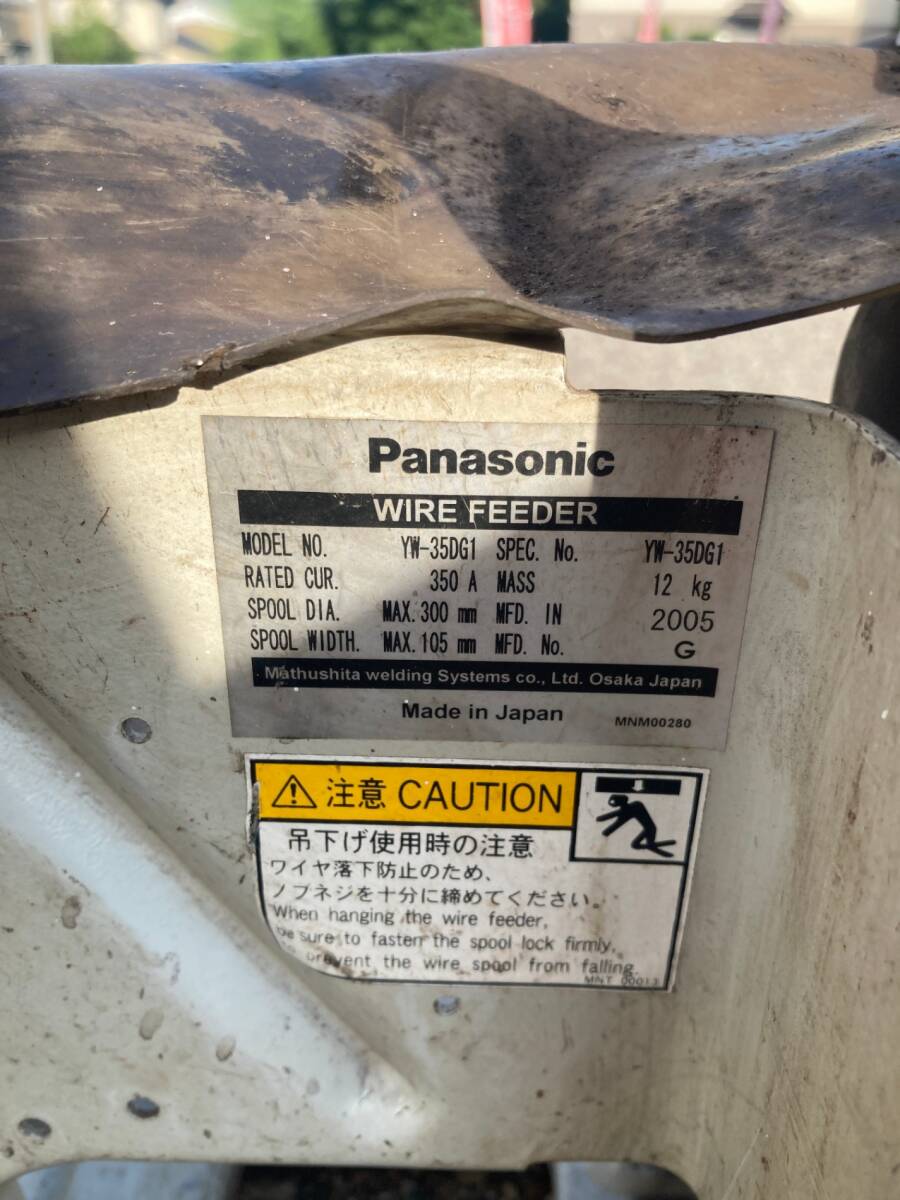 Panasonic
WIRE FEEDER
MODEL NO. YW-35DG1 SPEC. No. YW-35DG1
RATED CUR. 350 A MASS 12 kg
SPOOL DIA. MAX.300 mm MFD. IN 2005
SPOOL WIDTH. MAX.105 mm MFD. No. G
Mathushita welding Systems co., Ltd. Osaka Japan
Made in Japan MNM00280
注意 CAUTION
吊下げ使用時の注意
ワイヤ落下防止のため、
ノブネジを十分に締めてください。
When hanging the wire feeder,
be sure to fasten the spool lock firmly,
prevent the wire spool from falling.
MNT 00013